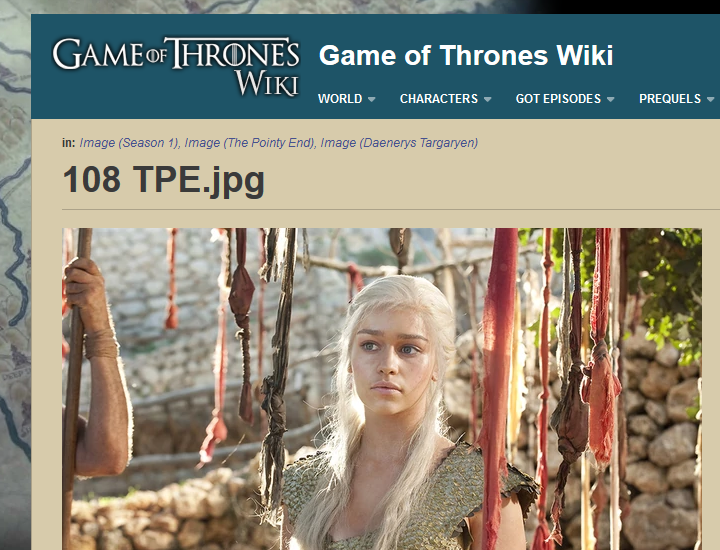 GAME OF THRONES
WIKI
Game of Thrones Wiki
WORLD CHARACTERS GOT EPISODES PREQUELS
in: Image (Season 1), Image (The Pointy End), Image (Daenerys Targaryen)
108 TPE.jpg